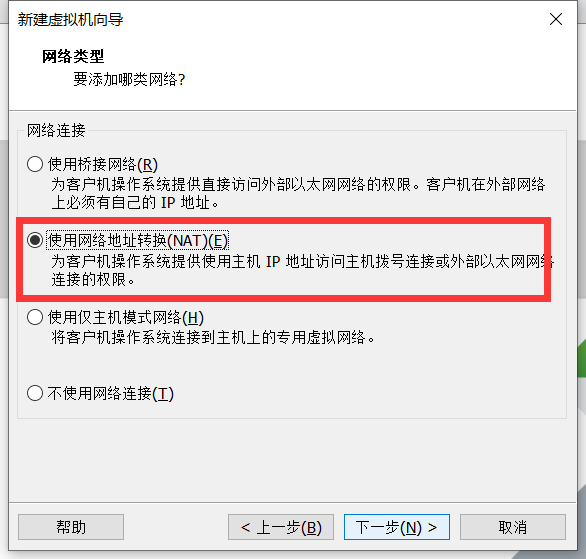 新建虚拟机向导
网络类型
要添加哪类网络?
网络连接
使用桥接网络(R)
为客户机操作系统提供直接访问外部以太网网络的权限。客户机在外部网络
上必须有自己的 IP 地址。
使用网络地址转换(NAT)(E)
为客户机操作系统提供使用主机 IP 地址访问主机拨号连接或外部以太网网络
连接的权限。
使用仅主机模式网络(H)
将客户机操作系统连接到主机上的专用虚拟网络。
不使用网络连接(T)
帮助
< 上一步(B)
下一步(N) >
取消